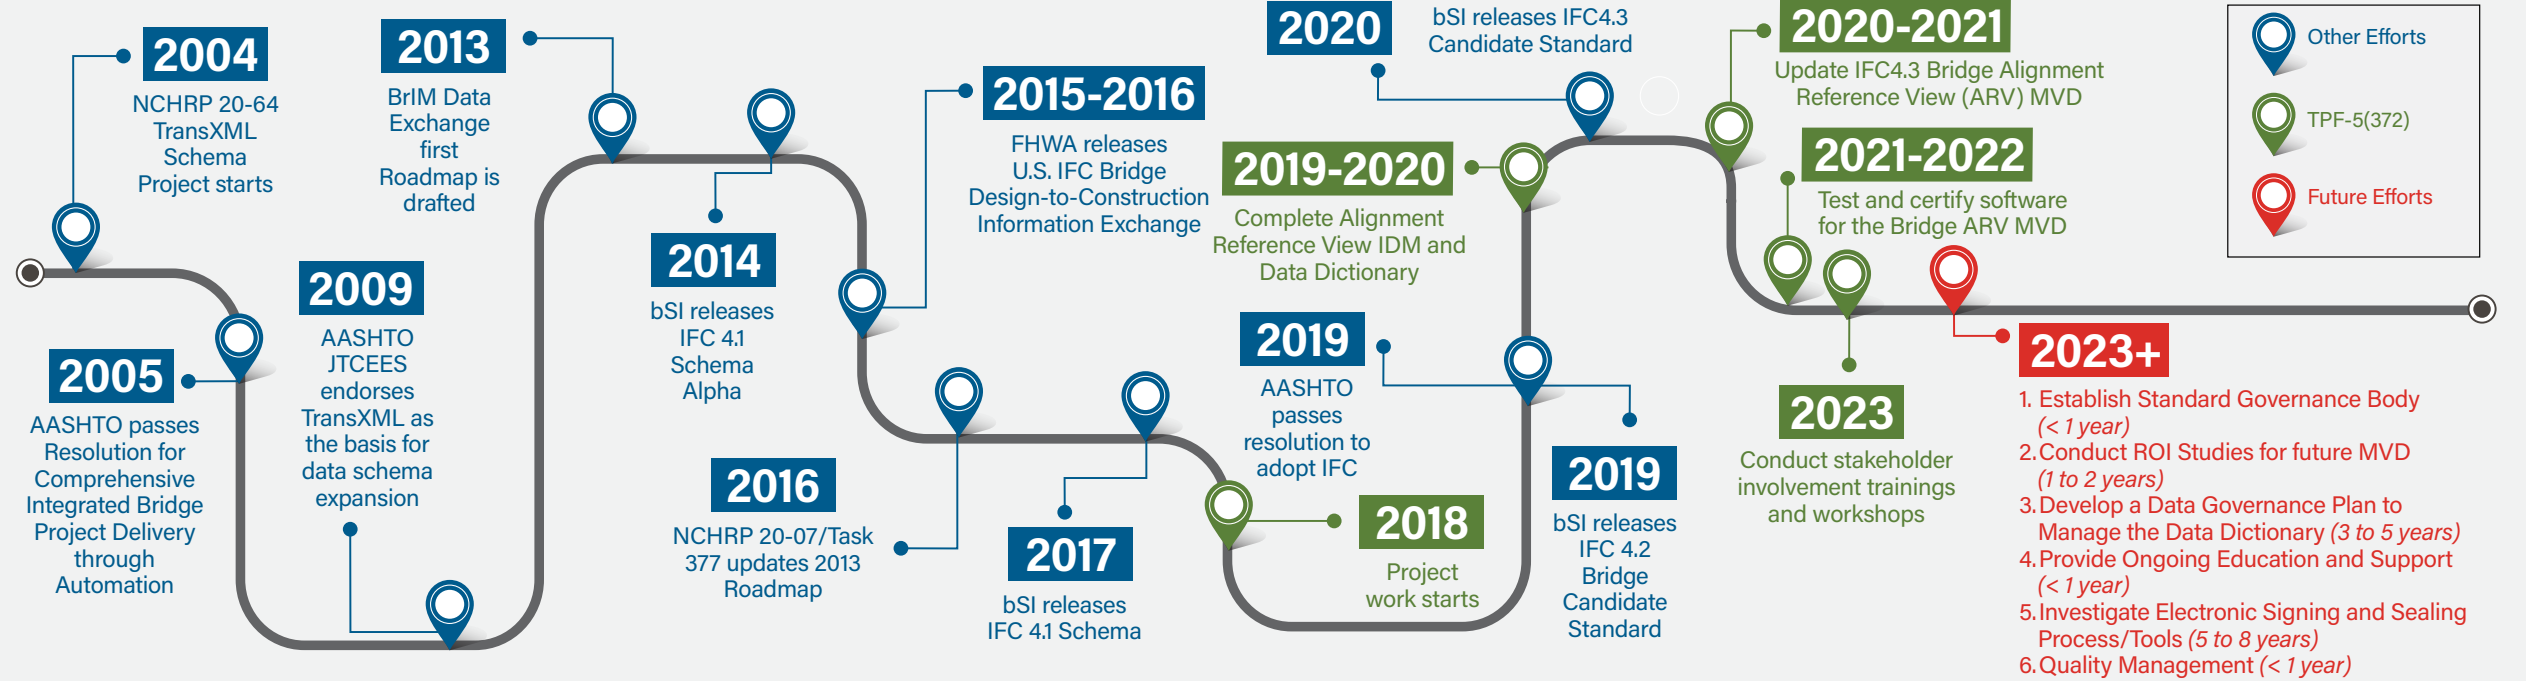 2004
NCHRP 20-64
TransXML
Schema
Project starts
2005
AASHTO passes
Resolution for
Comprehensive
Integrated Bridge
Project Delivery
through
Automation
2009
AASHTO
JTCEES
endorses
TransXML as
the basis for
data schema
expansion
2013
BrIM Data
Exchange
first
Roadmap is
drafted
2014
bSI releases
IFC 4.1
Schema
Alpha
2015-2016
FHWA releases
U.S. IFC Bridge
Design-to-Construction
Information Exchange
2016
NCHRP 20-07/Task
377 updates 2013
Roadmap
2017
bSI releases
IFC 4.1 Schema
2018
Project
work starts
2019
AASHTO
passes
resolution to
adopt IFC
2019
bSI releases
IFC 4.2
Bridge
Candidate
Standard
2019-2020
Complete Alignment
Reference View IDM and
Data Dictionary
2020
bSI releases IFC4.3
Candidate Standard
2020-2021
Update IFC4.3 Bridge Alignment
Reference View (ARV) MVD
2021-2022
Test and certify software
for the Bridge ARV MVD
2023
Conduct stakeholder
involvement trainings
and workshops
2023+
1. Establish Standard Governance Body
(< 1 year)
2. Conduct ROI Studies for future MVD
(1 to 2 years)
3. Develop a Data Governance Plan to
Manage the Data Dictionary (3 to 5 years)
4. Provide Ongoing Education and Support
(< 1 year)
5. Investigate Electronic Signing and Sealing
Process/Tools (5 to 8 years)
6. Quality Management (< 1 year)
Other Efforts
TPF-5(372)
Future Efforts